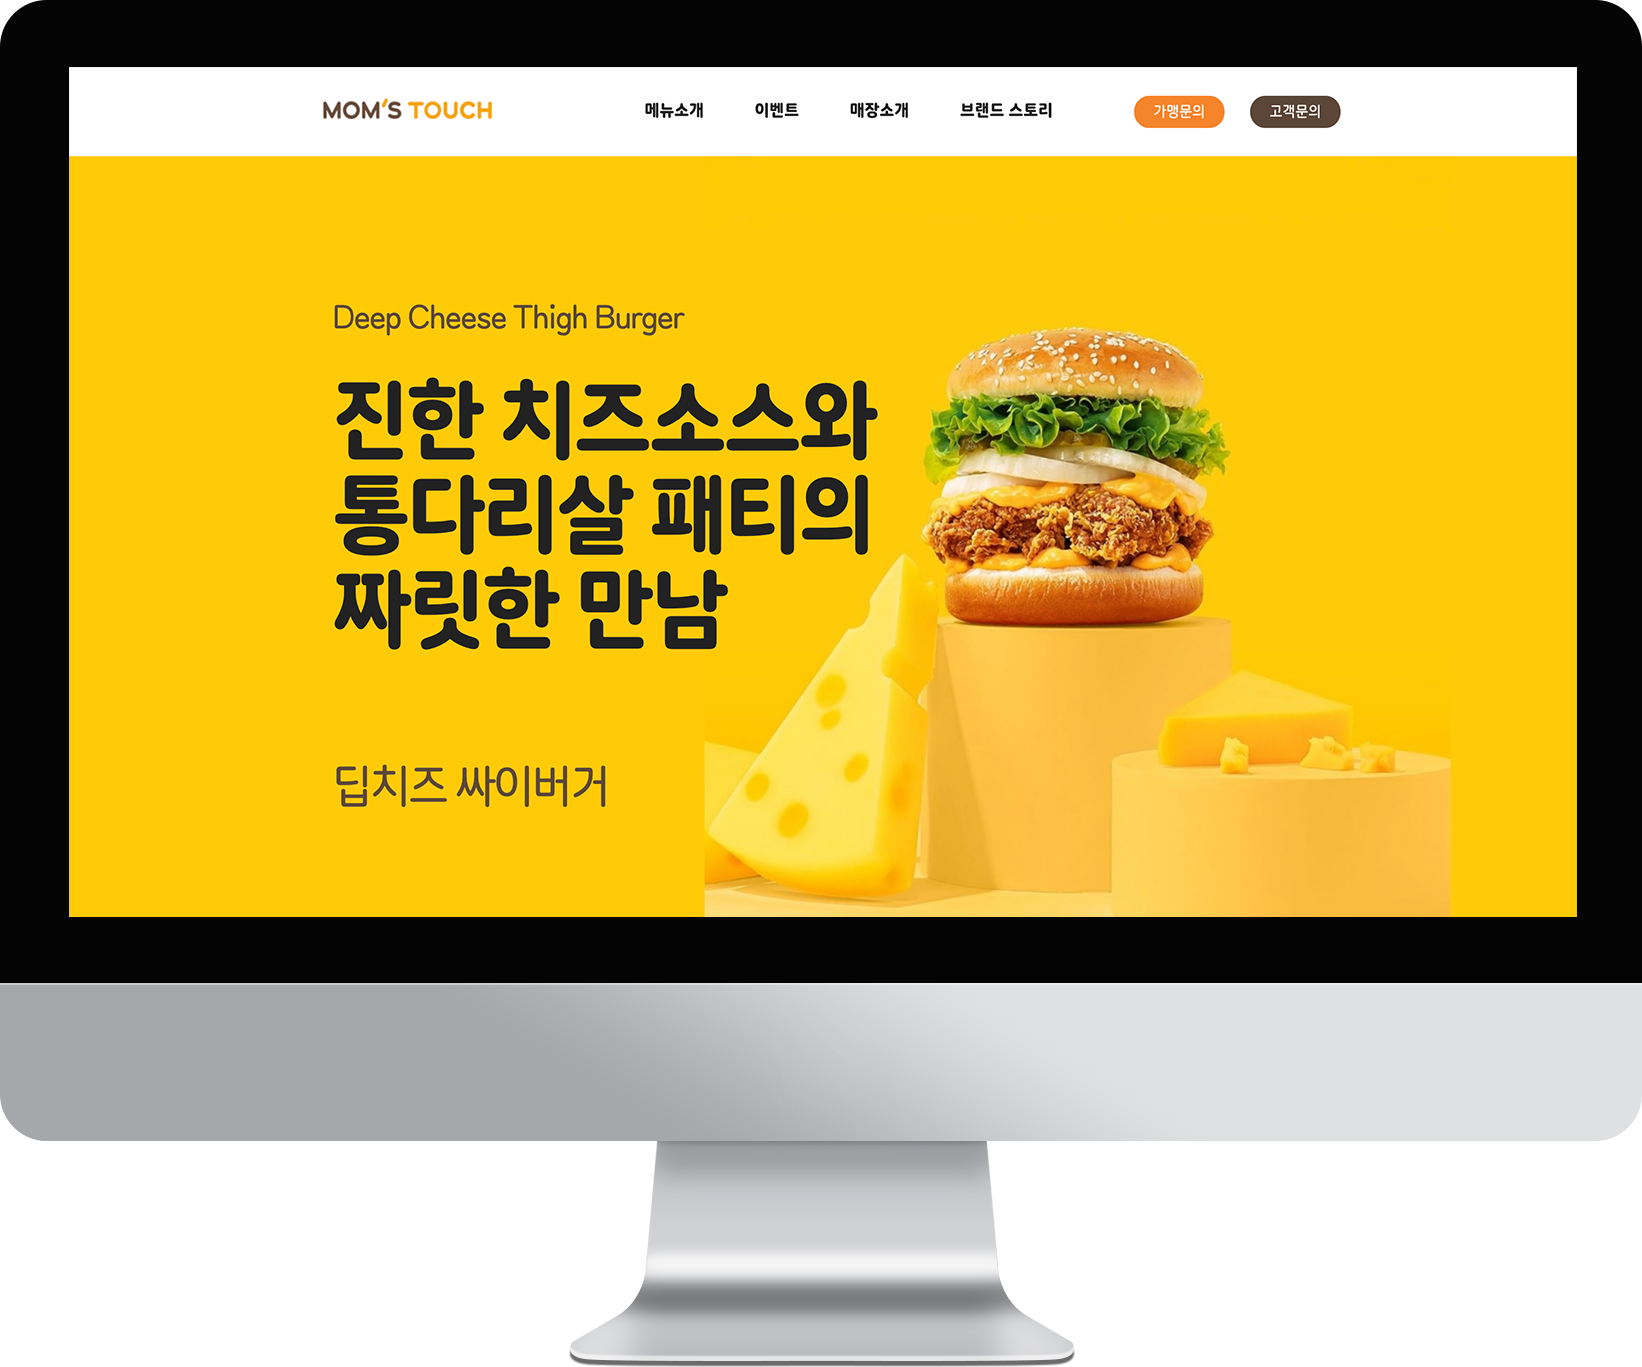 MOM'S TOUCH
메뉴소개
이벤트
매장소개
브랜드 스토리
가맹문의
고객문의
Deep Cheese Thigh Burger
진한 치즈소스와
통다리살 패티의
짜릿한 만남
딥치즈 싸이버거